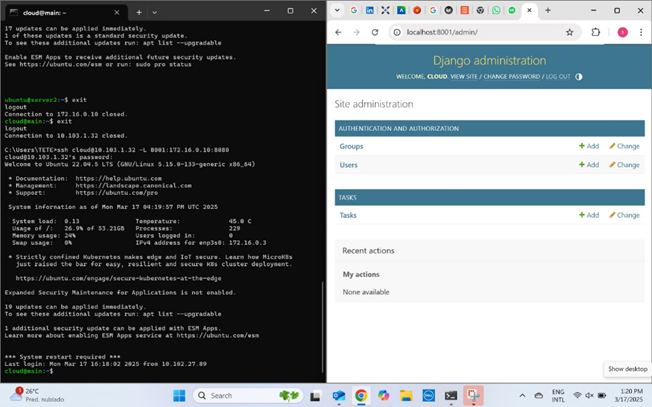 cloud@main: ~
17 updates can be applied immediately.
1 of these updates is a standard security update.
To see these additional updates run: apt list --upgradable
Enable ESM Apps to receive additional future security updates.
See https://ubuntu.com/esm or run: sudo pro status
ubuntu@server2:~$ exit
logout
Connection to 172.16.0.10 closed.
cloud@main:~$ exit
logout
Connection to 10.103.1.32 closed.
C:\Users\TETE>ssh cloud@10.103.1.32 -L 8001:172.16.0.10:8080
cloud@10.103.1.32's password:
Welcome to Ubuntu 22.04.5 LTS (GNU/Linux 5.15.0-133-generic x86_64)
* Documentation: https://help.ubuntu.com
* Management: https://landscape.canonical.com
* Support: https://ubuntu.com/pro
System information as of Mon Mar 17 04:19:57 PM UTC 2025
System load: 0.13 Temperature: 45.0 C
Usage of /: 26.9% of 53.21GB Processes: 229
Memory usage: 24% Users logged in: 0
Swap usage: 0% IPv4 address for enp3s0: 172.16.0.3
* Strictly confined Kubernetes makes edge and IoT secure. Learn how MicroK8s
just raised the bar for easy, resilient and secure K8s cluster deployment.
https://ubuntu.com/engage/secure-kubernetes-at-the-edge
Expanded Security Maintenance for Applications is not enabled.
19 updates can be applied immediately.
To see these additional updates run: apt list --upgradable
1 additional security update can be applied with ESM Apps.
Learn more about enabling ESM Apps service at https://ubuntu.com/esm
*** System restart required ***
Last login: Mon Mar 17 16:18:02 2025 from 10.102.27.89
cloud@main:~$
localhost:8001/admin/
Django administration
WELCOME, CLOUD. VIEW SITE / CHANGE PASSWORD / LOG OUT
Site administration
AUTHENTICATION AND AUTHORIZATION
Groups + Add Change
Users + Add Change
TASKS
Tasks + Add Change
Recent actions
My actions
None available
Show desktop
26°C
Pred. nublado
Search
ENG
INTL
1:20 PM
3/17/2025